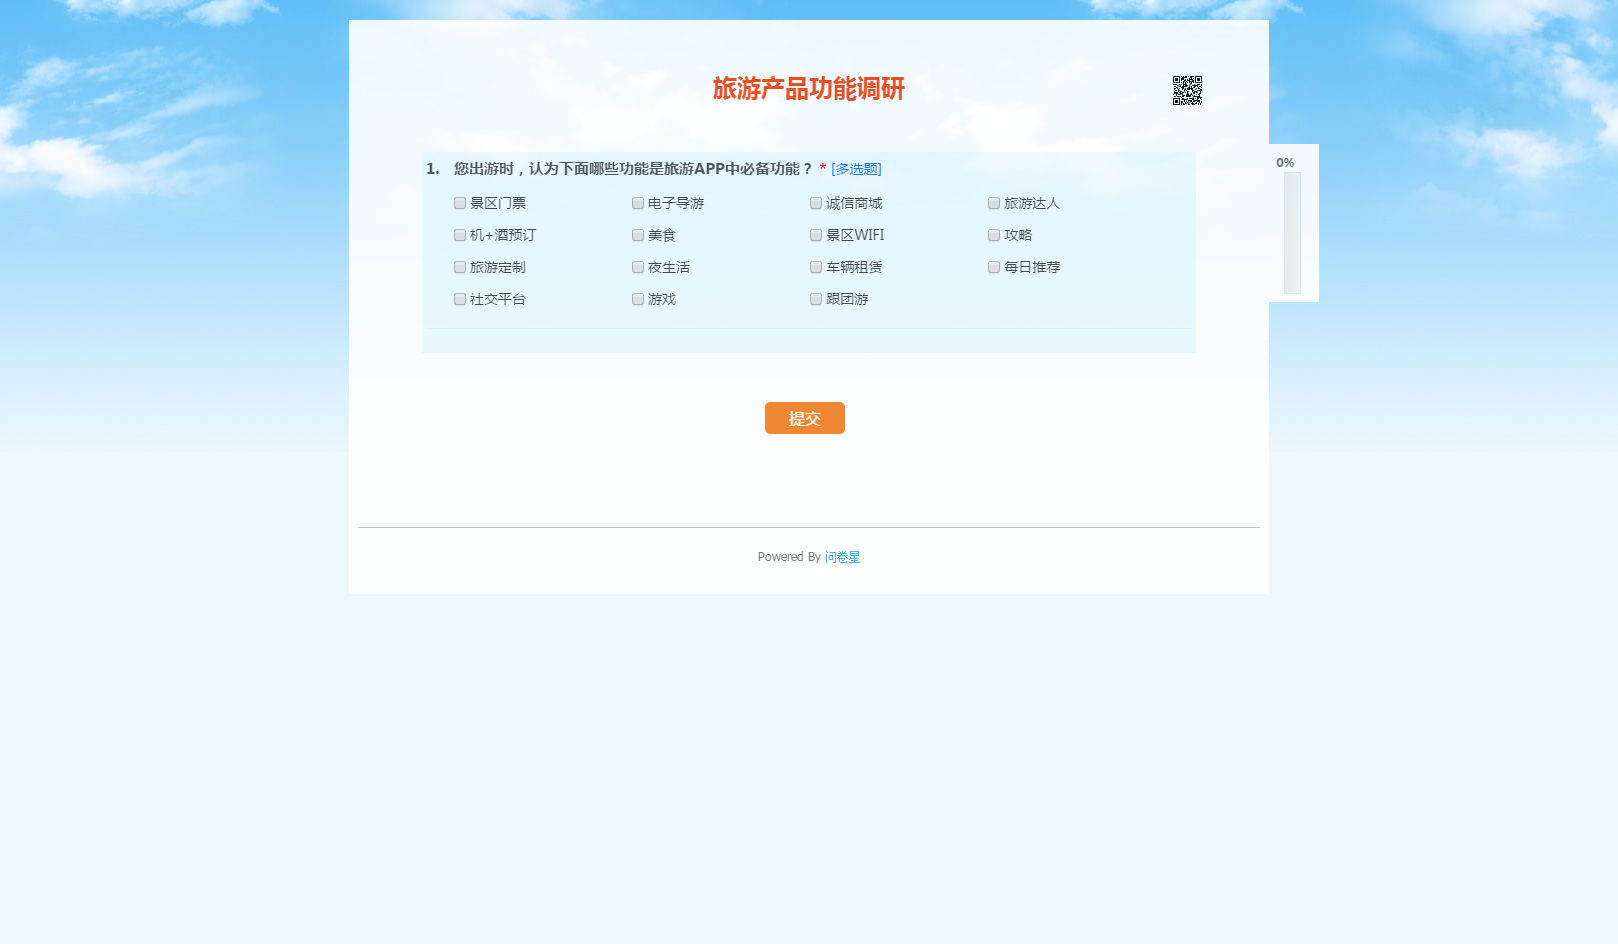 旅游产品功能调研
0%
1. 您出游时，认为下面哪些功能是旅游APP中必备功能？ * [多选题]
景区门票 电子导游 诚信商城 旅游达人
机+酒预订 美食 景区WIFI 攻略
旅游定制 夜生活 车辆租赁 每日推荐
社交平台 游戏 跟团游
提交
Powered By 问卷星